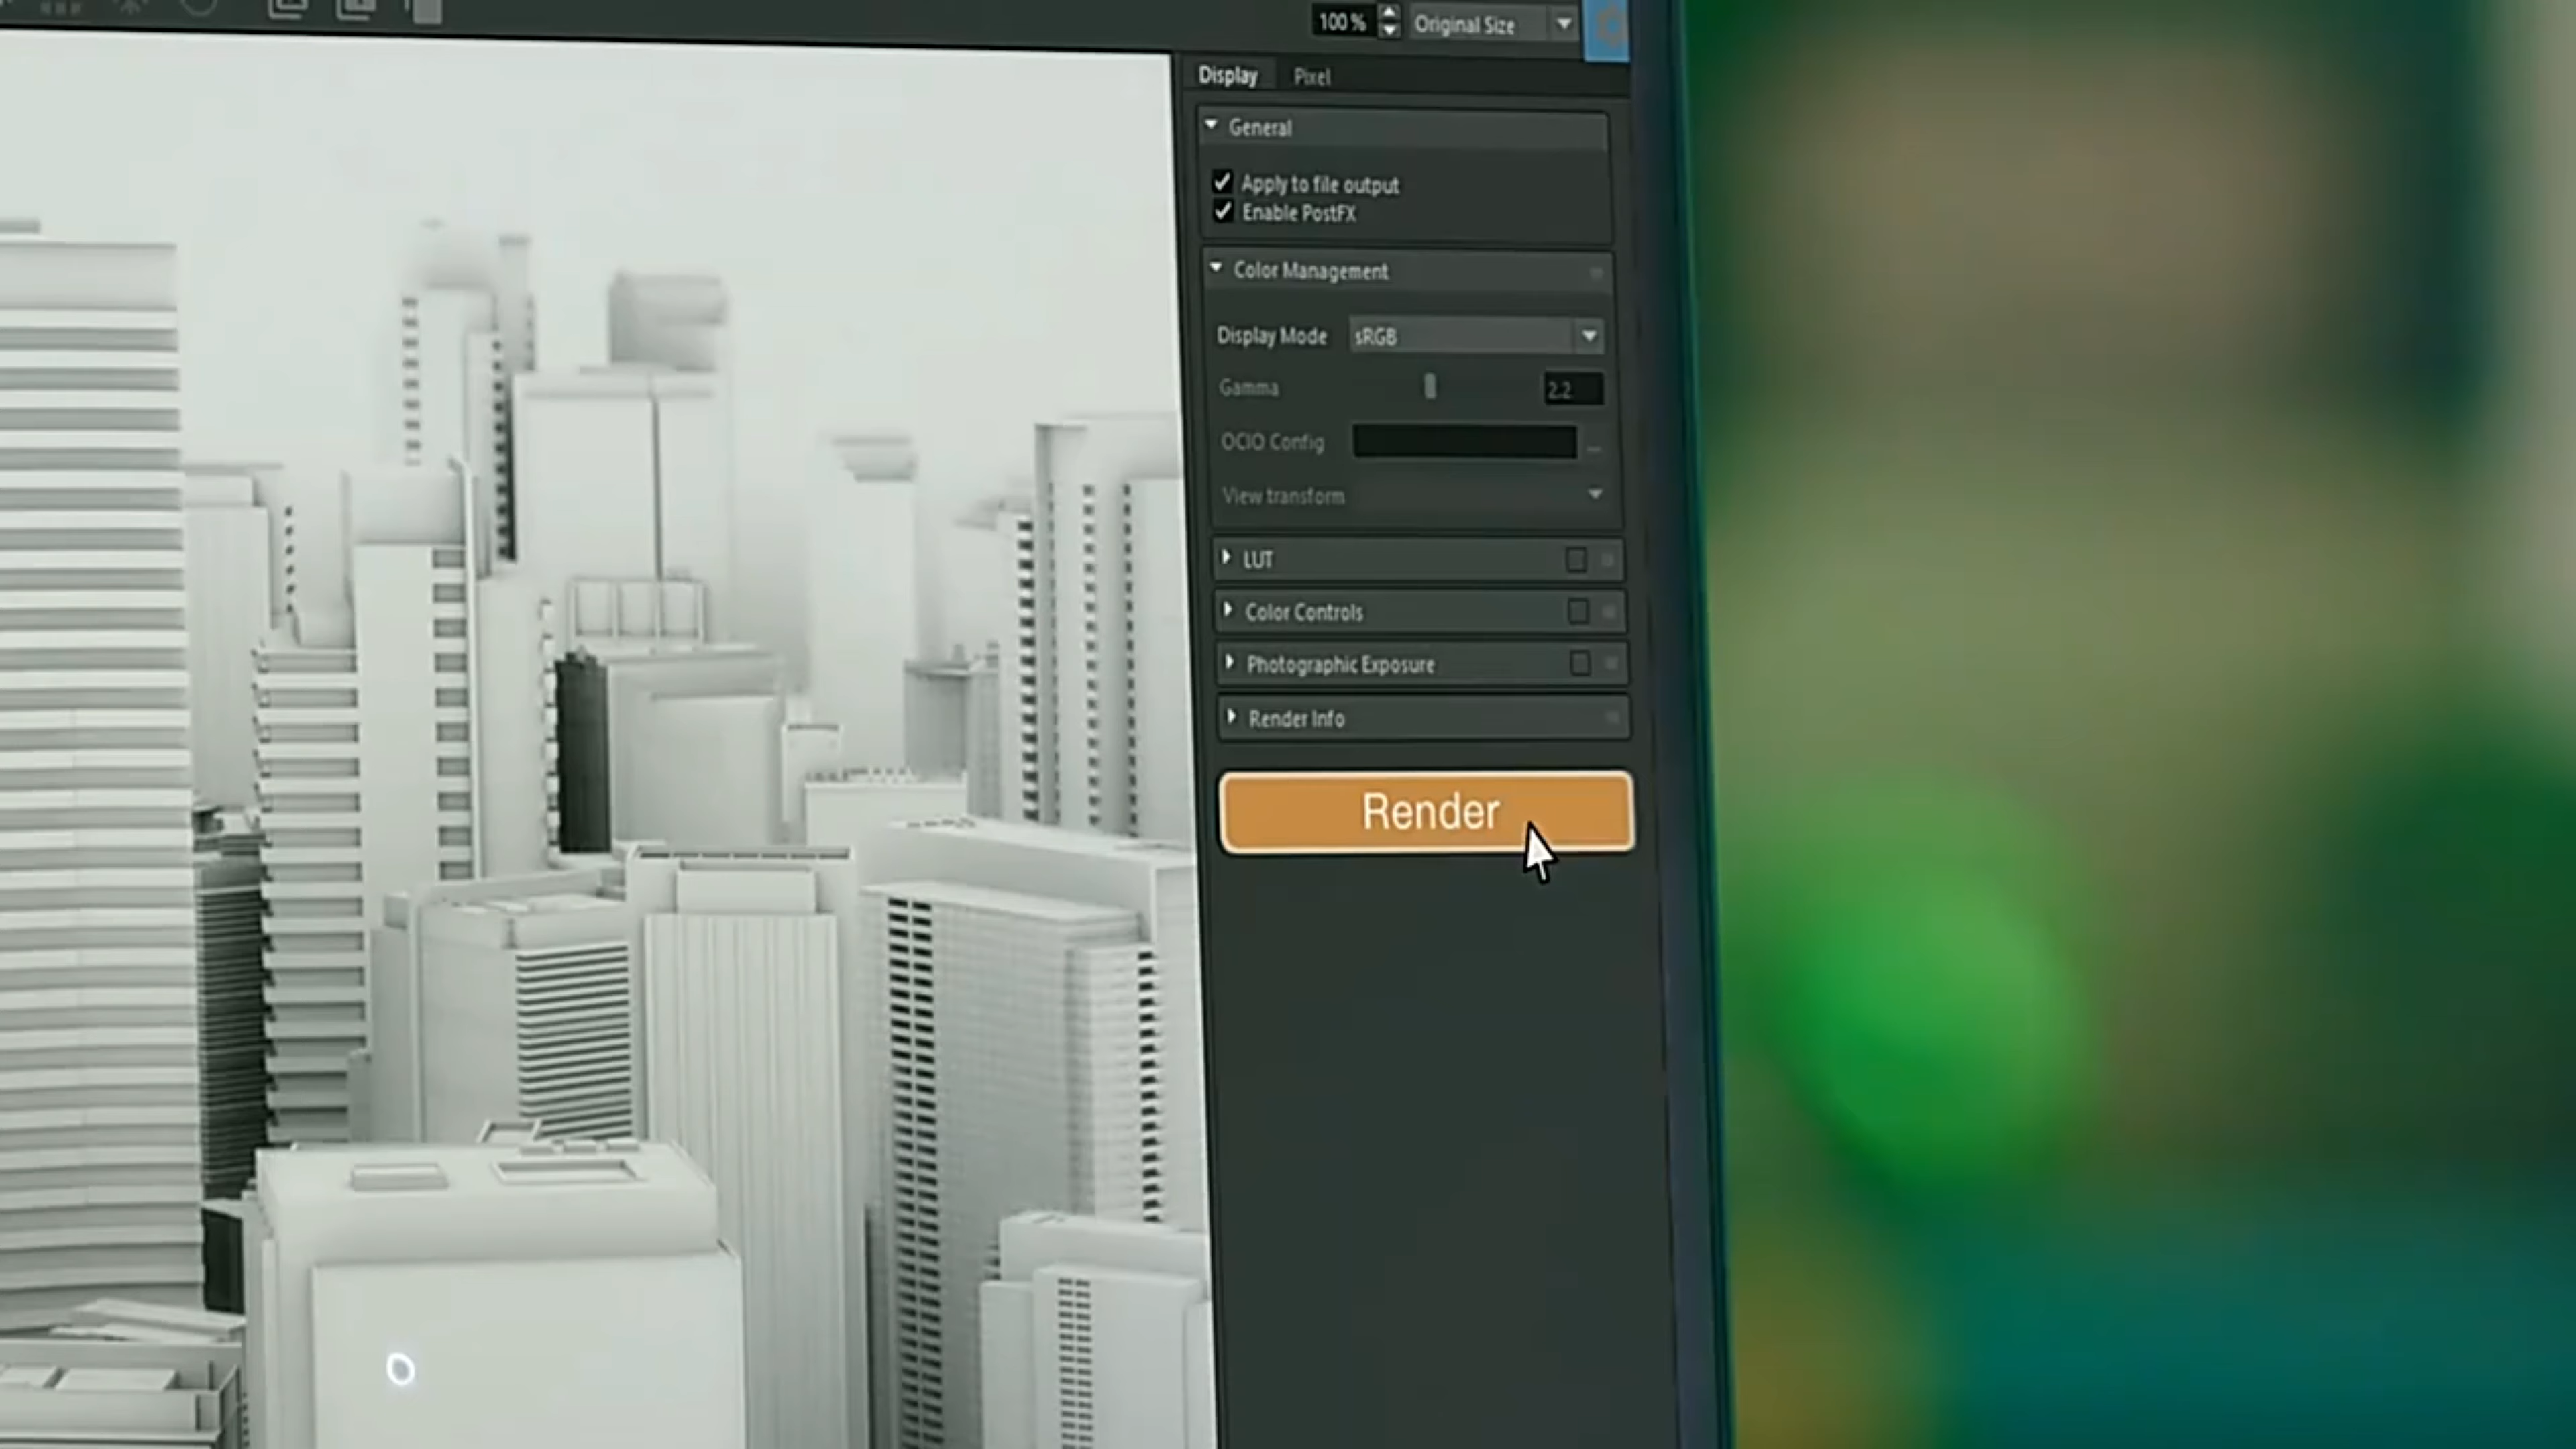 100 %
Original Size
Display
Pixel
General
Apply to file output
Enable PostFX
Color Management
Display Mode
sRGB
Gamma
2.2
OCIO Config
View transform
LUT
Color Controls
Photographic Exposure
Render Info
Render